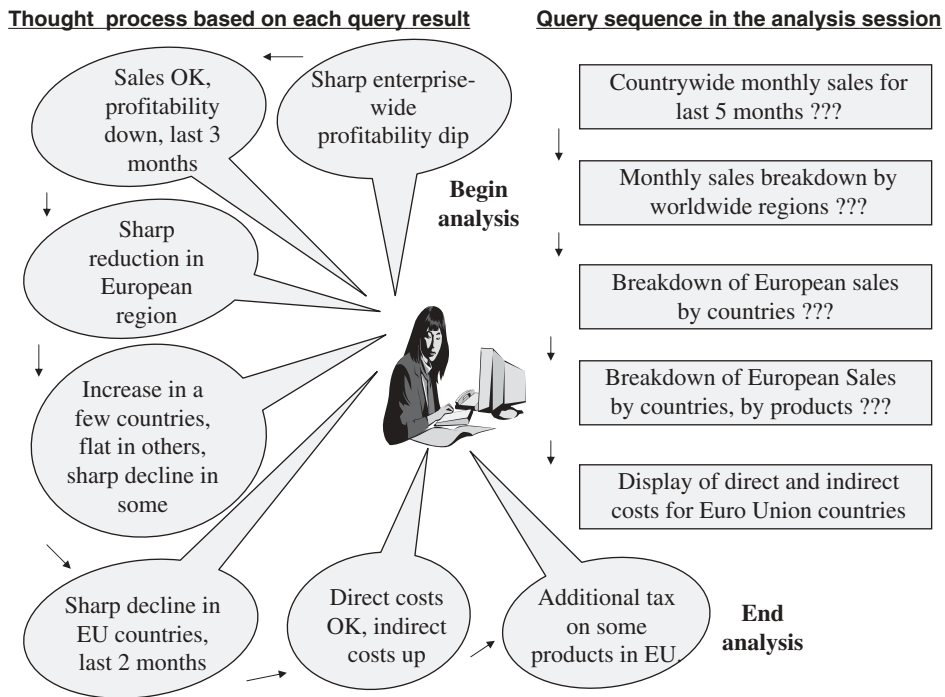 Thought process based on each query result
Query sequence in the analysis session
Sharp enterprise-
wide
profitability dip
Begin
analysis
Sales OK,
profitability
down, last 3
months
Sharp
reduction in
European
region
Increase in a
few countries,
flat in others,
sharp decline in
some
Sharp decline in
EU countries,
last 2 months
Direct costs
OK, indirect
costs up
Additional tax
on some
products in EU.
End
analysis
Countrywide monthly sales for
last 5 months ???
Monthly sales breakdown by
worldwide regions ???
Breakdown of European sales
by countries ???
Breakdown of European Sales
by countries, by products ???
Display of direct and indirect
costs for Euro Union countries